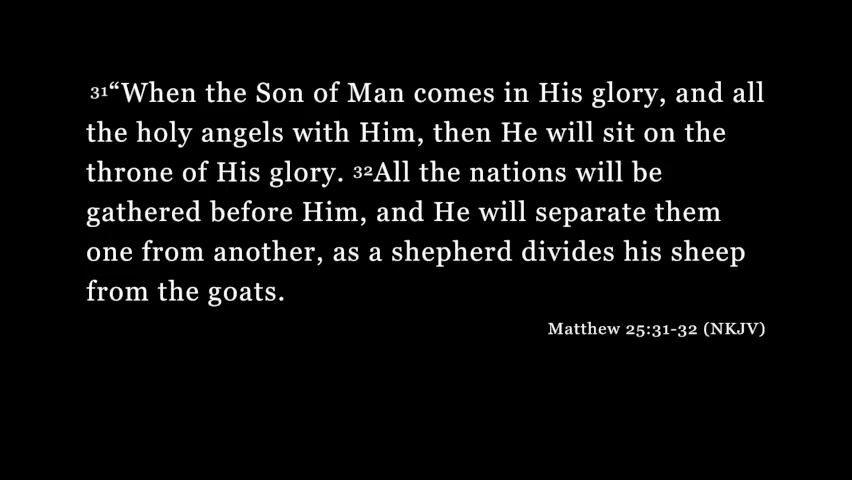 31“When the Son of Man comes in His glory, and all
the holy angels with Him, then He will sit on the
throne of His glory. 32All the nations will be
gathered before Him, and He will separate them
one from another, as a shepherd divides his sheep
from the goats.
Matthew 25:31-32 (NKJV)